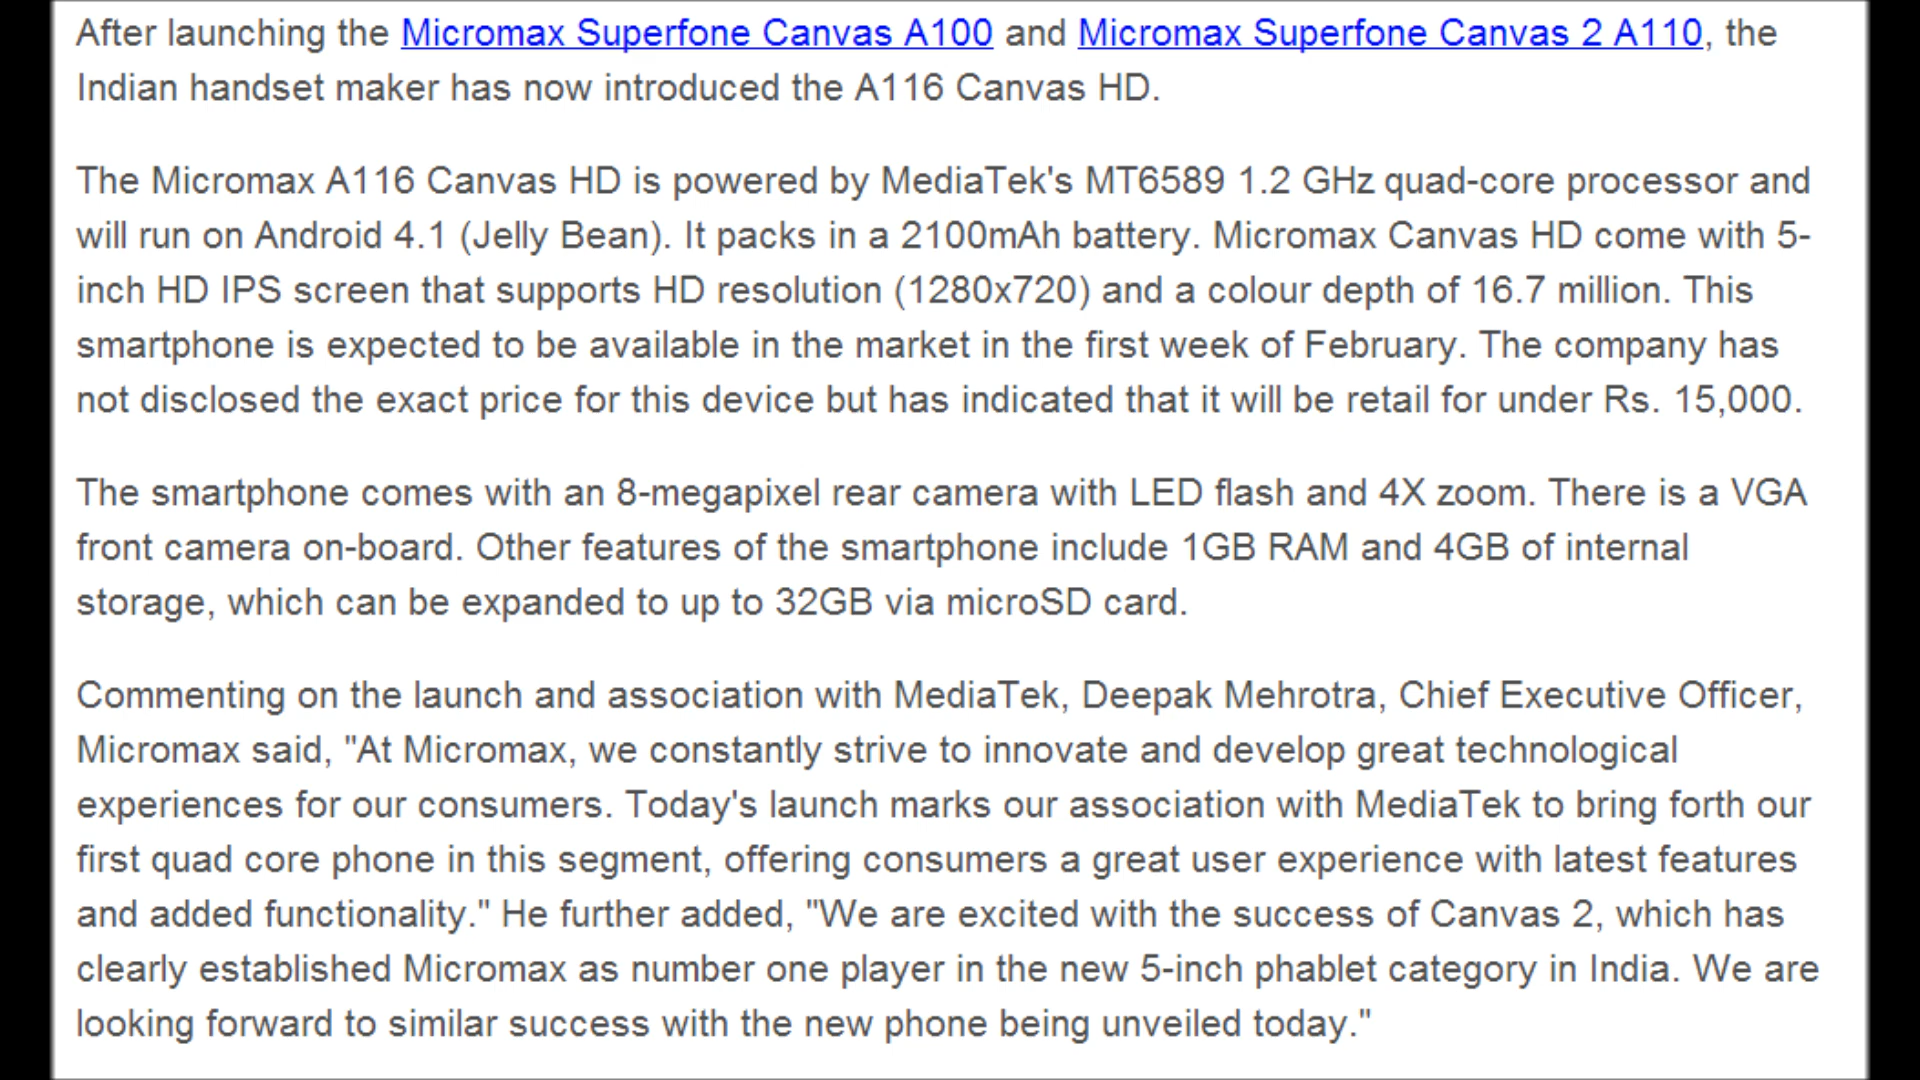 After launching the Micromax Superfone Canvas A100 and Micromax Superfone Canvas 2 A110, the
Indian handset maker has now introduced the A116 Canvas HD.
The Micromax A116 Canvas HD is powered by MediaTek's MT6589 1.2 GHz quad-core processor and
will run on Android 4.1 (Jelly Bean). It packs in a 2100mAh battery. Micromax Canvas HD come with 5-
inch HD IPS screen that supports HD resolution (1280x720) and a colour depth of 16.7 million. This
smartphone is expected to be available in the market in the first week of February. The company has
not disclosed the exact price for this device but has indicated that it will be retail for under Rs. 15,000.
The smartphone comes with an 8-megapixel rear camera with LED flash and 4X zoom. There is a VGA
front camera on-board. Other features of the smartphone include 1GB RAM and 4GB of internal
storage, which can be expanded to up to 32GB via microSD card.
Commenting on the launch and association with MediaTek, Deepak Mehrotra, Chief Executive Officer,
Micromax said, "At Micromax, we constantly strive to innovate and develop great technological
experiences for our consumers. Today's launch marks our association with MediaTek to bring forth our
first quad core phone in this segment, offering consumers a great user experience with latest features
and added functionality." He further added, "We are excited with the success of Canvas 2, which has
clearly established Micromax as number one player in the new 5-inch phablet category in India. We are
looking forward to similar success with the new phone being unveiled today."